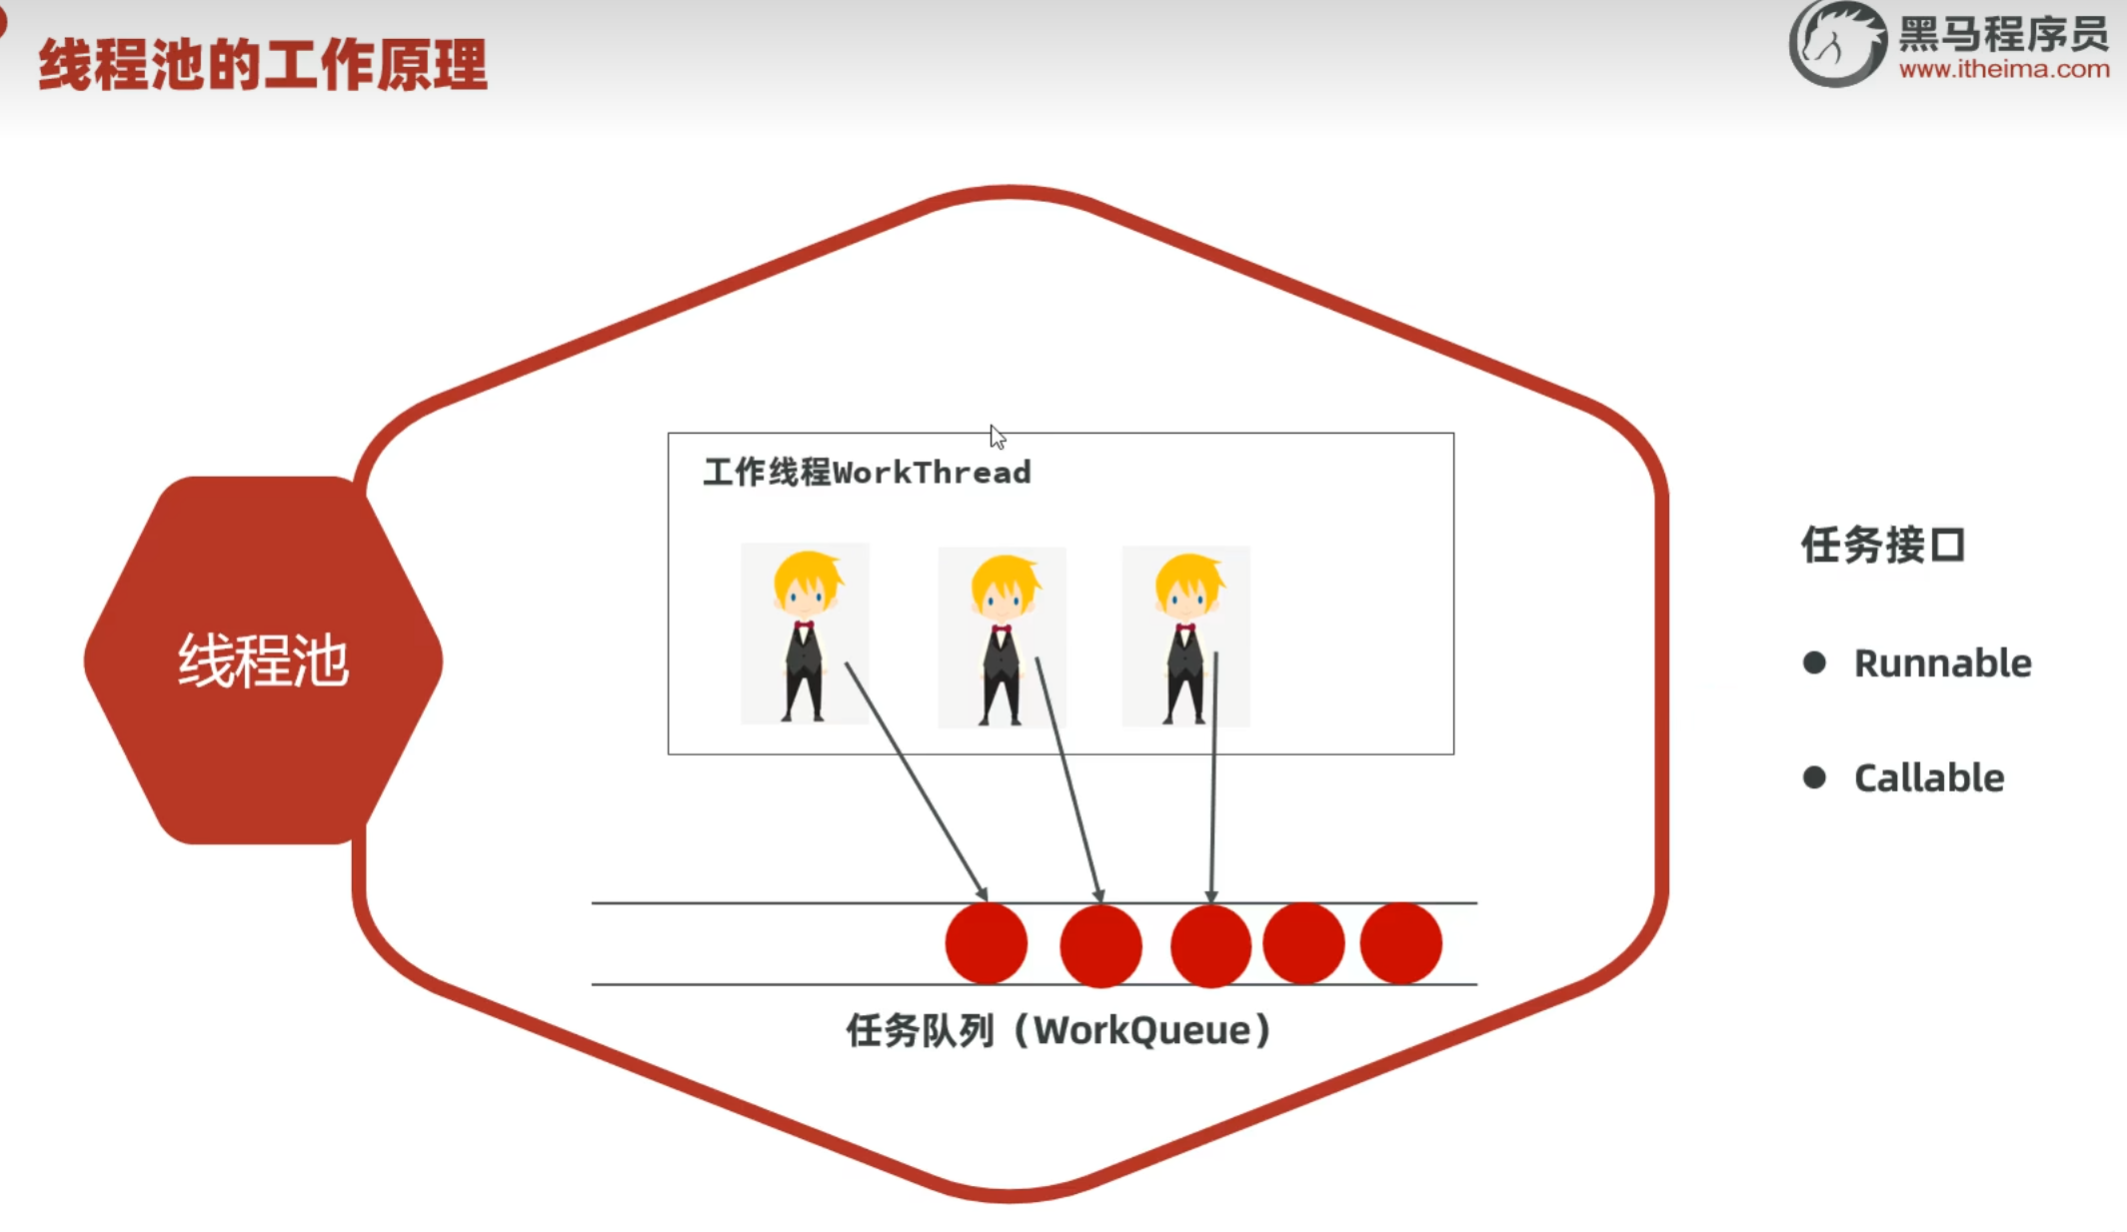 线程池的工作原理
黑马程序员
www.itheima.com
工作线程WorkThread
线程池
任务接口
Runnable
Callable
任务队列（WorkQueue）